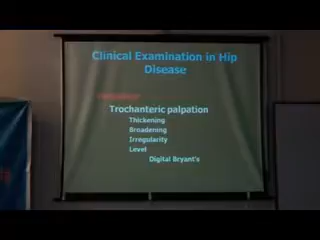 Clinical Examination in Hip
Disease
Trochanteric palpation
Thickening
Broadening
Irregularity
Level
Digital Bryant's